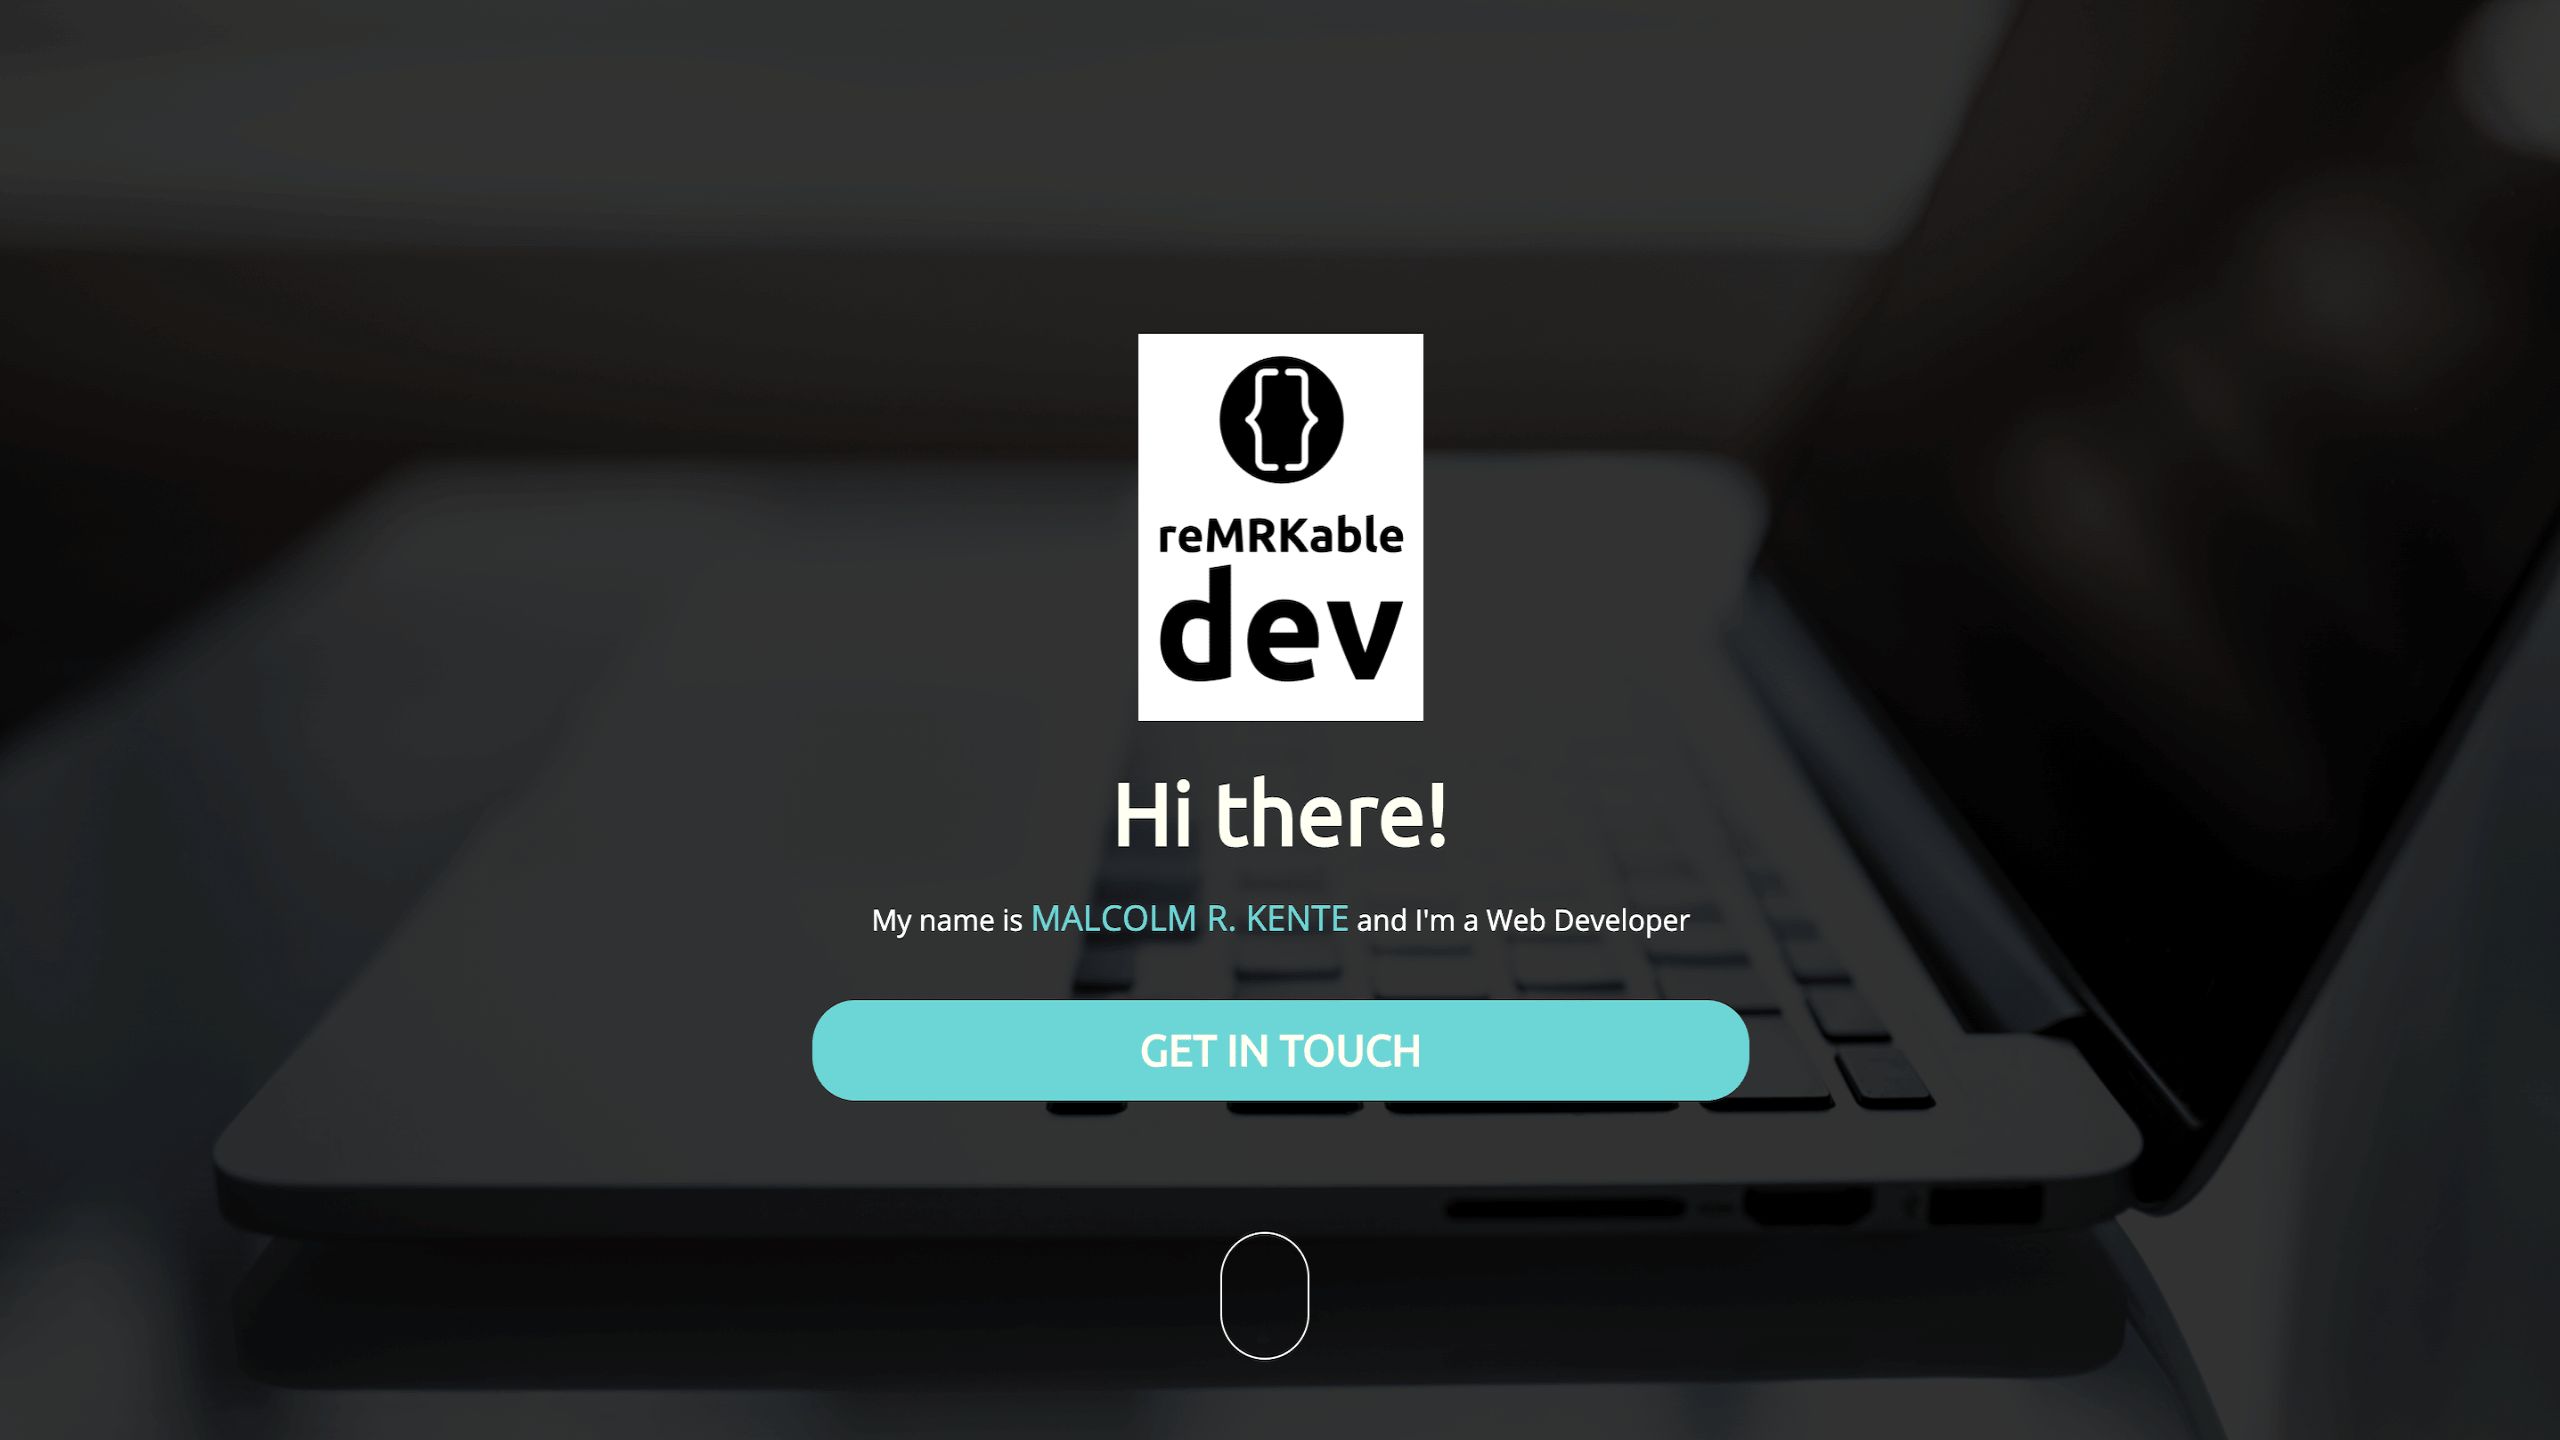 reMRKable
dev
Hi there!
My name is MALCOLM R. KENTE and I'm a Web Developer
GET IN TOUCH